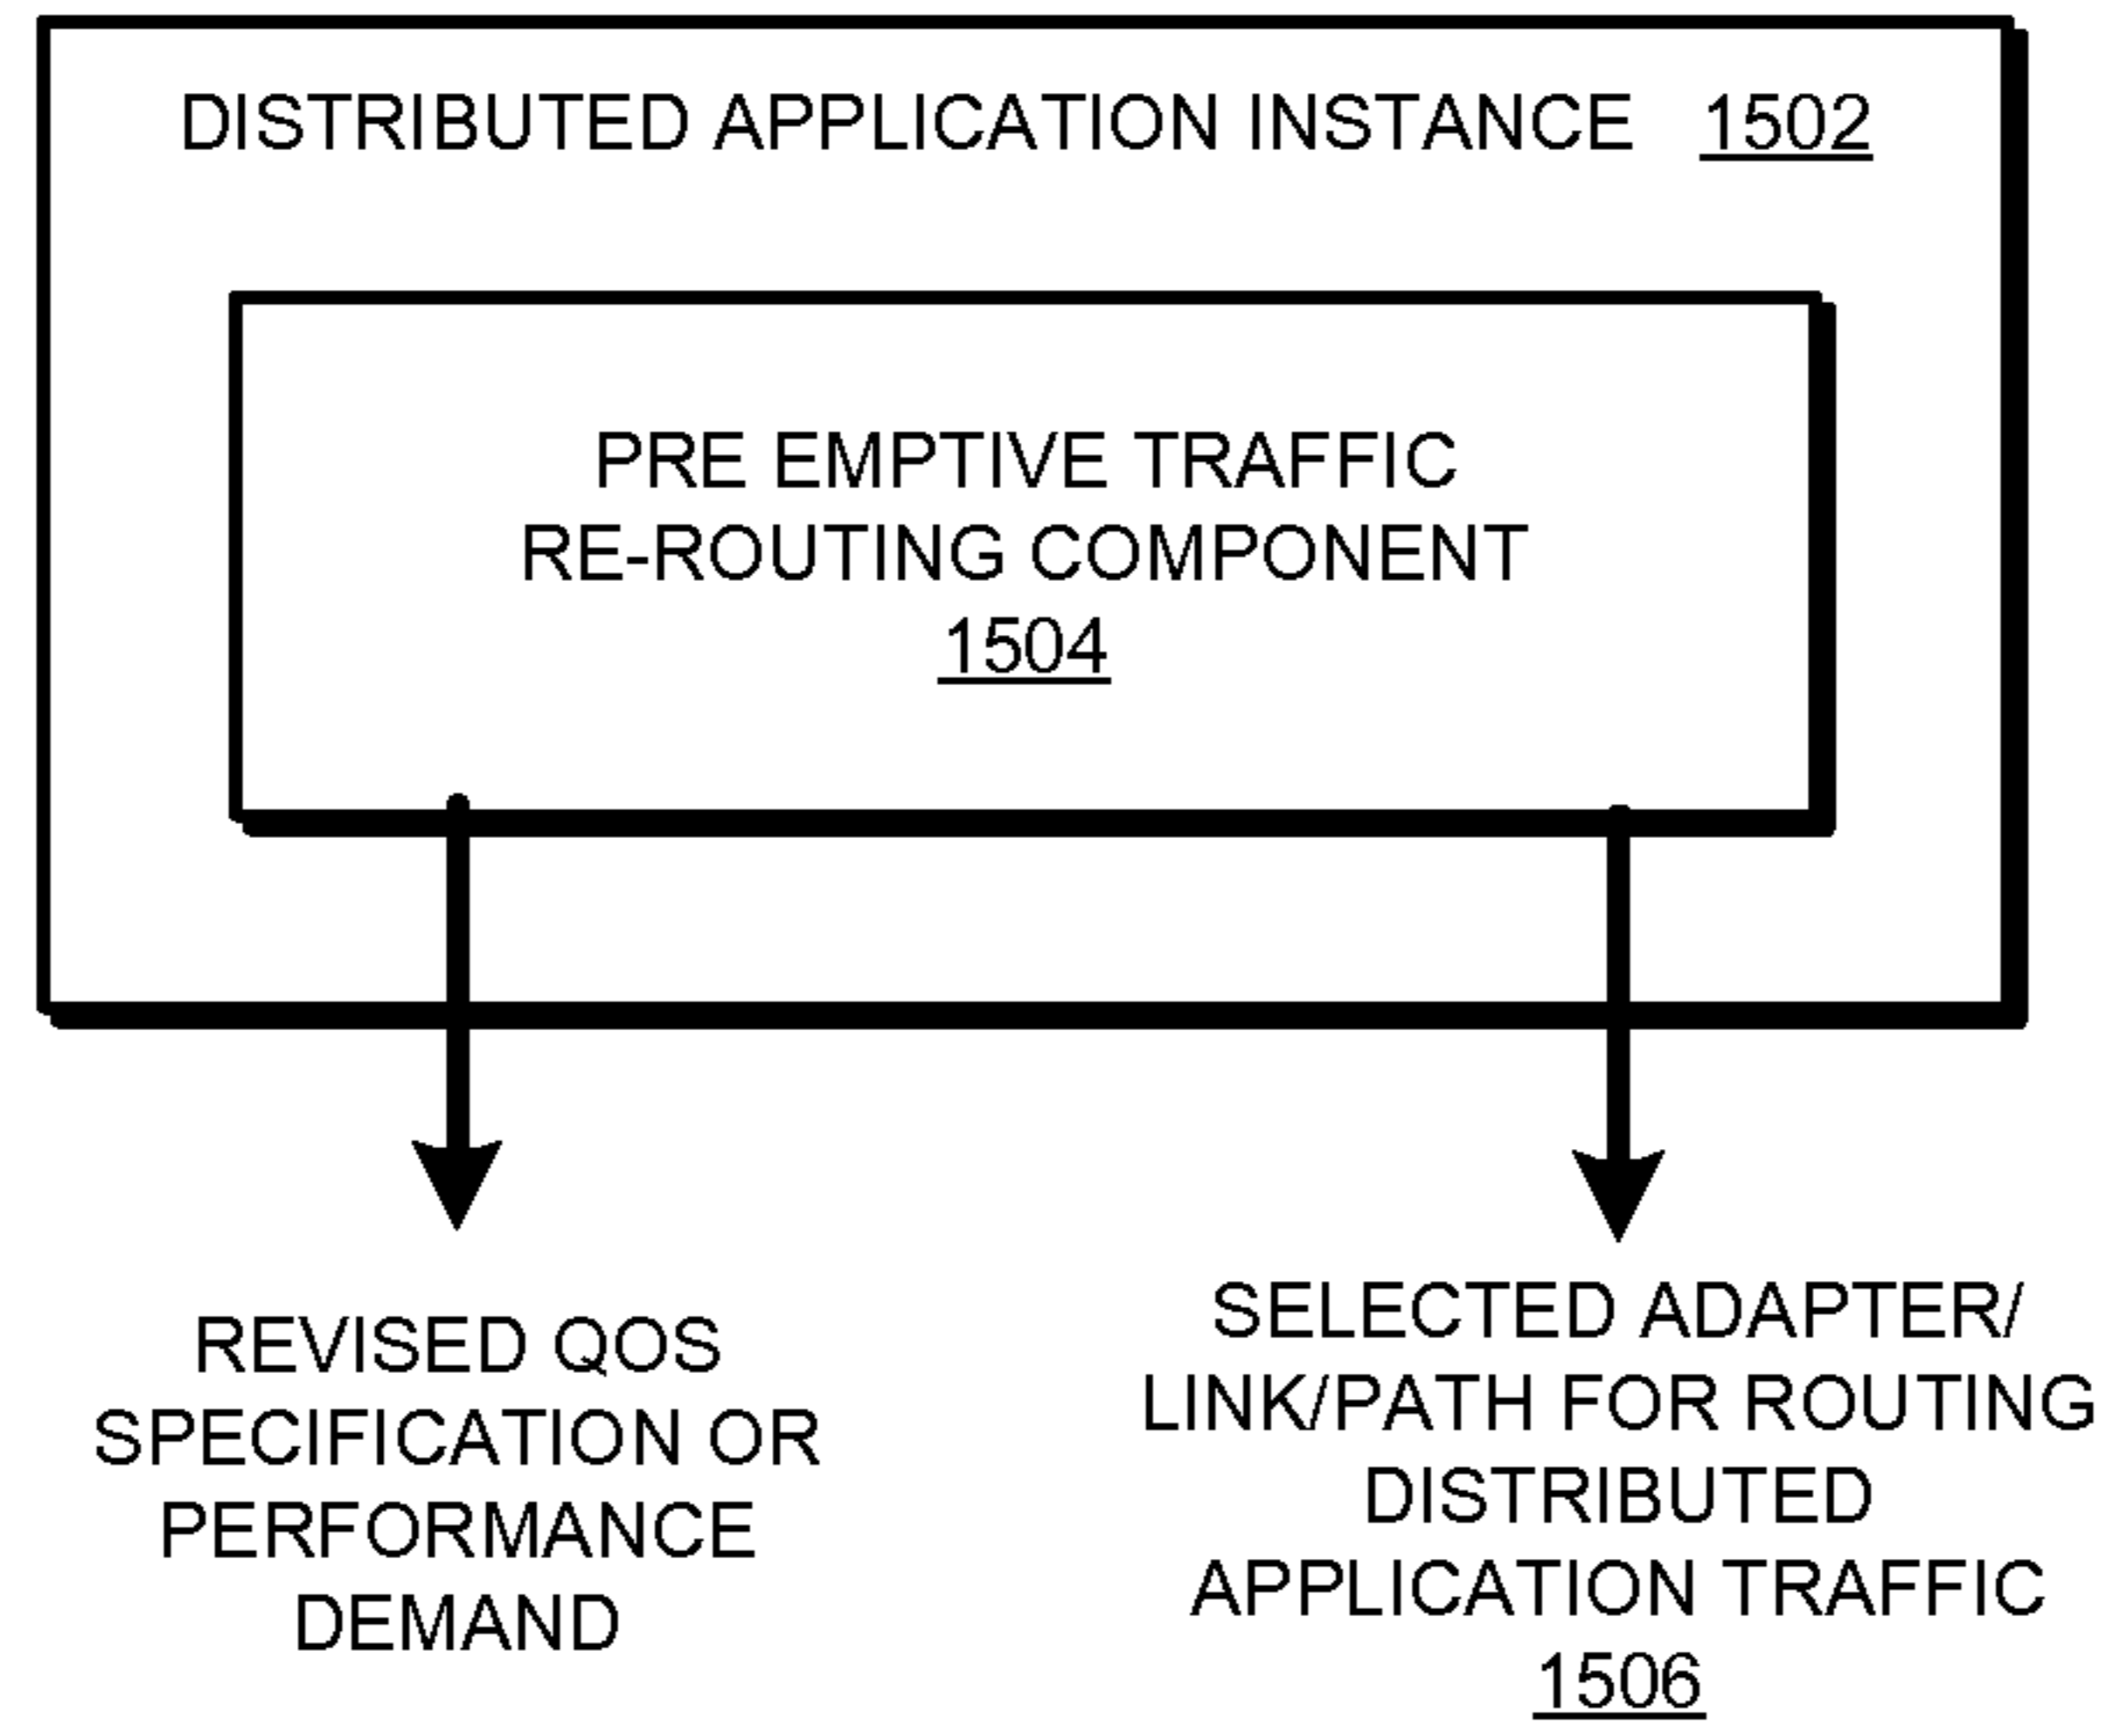 DISTRIBUTED APPLICATION INSTANCE 1502
PRE EMPTIVE TRAFFIC
RE-ROUTING COMPONENT
1504
REVISED QOS
SPECIFICATION OR
PERFORMANCE
DEMAND
SELECTED ADAPTER/
LINK/PATH FOR ROUTING
DISTRIBUTED
APPLICATION TRAFFIC
1506